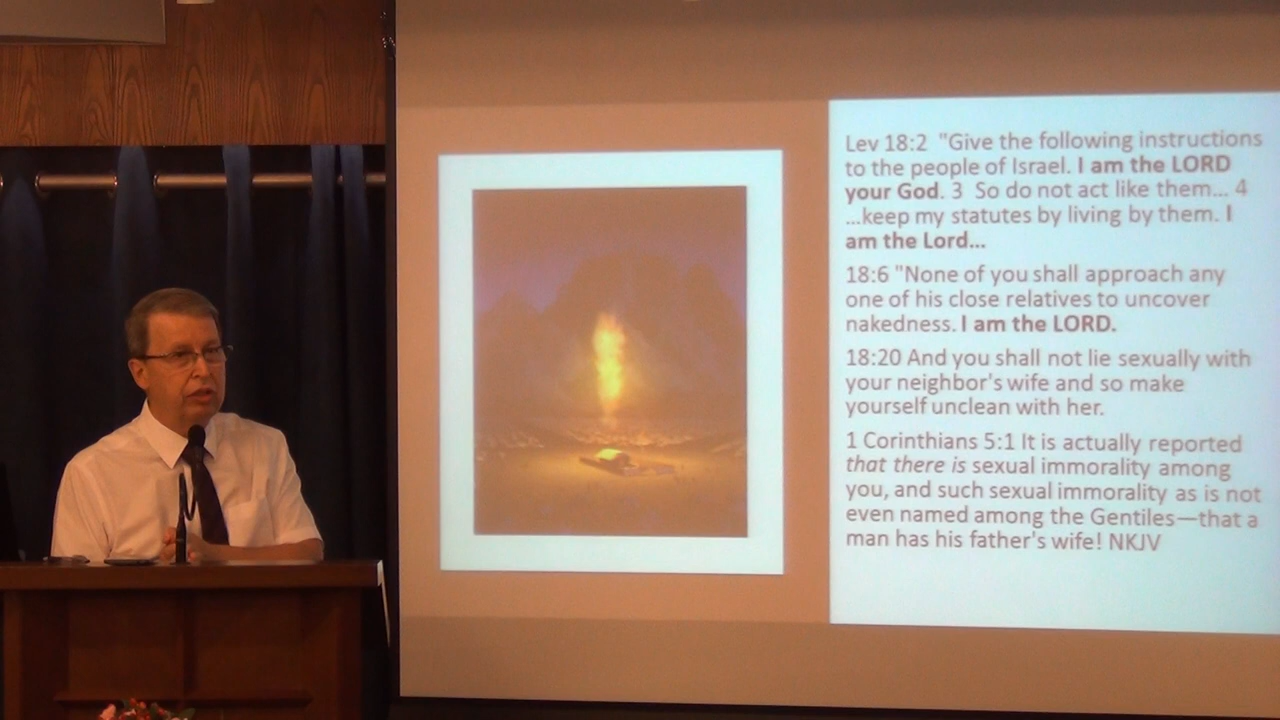 Lev 18:2 "Give the following instructions
to the people of Israel. I am the LORD
your God. 3 So do not act like them... 4
...keep my statutes by living by them. I
am the Lord...
18:6 "None of you shall approach any
one of his close relatives to uncover
nakedness. I am the LORD.
18:20 And you shall not lie sexually with
your neighbor's wife and so make
yourself unclean with her.
1 Corinthians 5:1 It is actually reported
that there is sexual immorality among
you, and such sexual immorality as is not
even named among the Gentiles—that a
man has his father's wife! NKJV